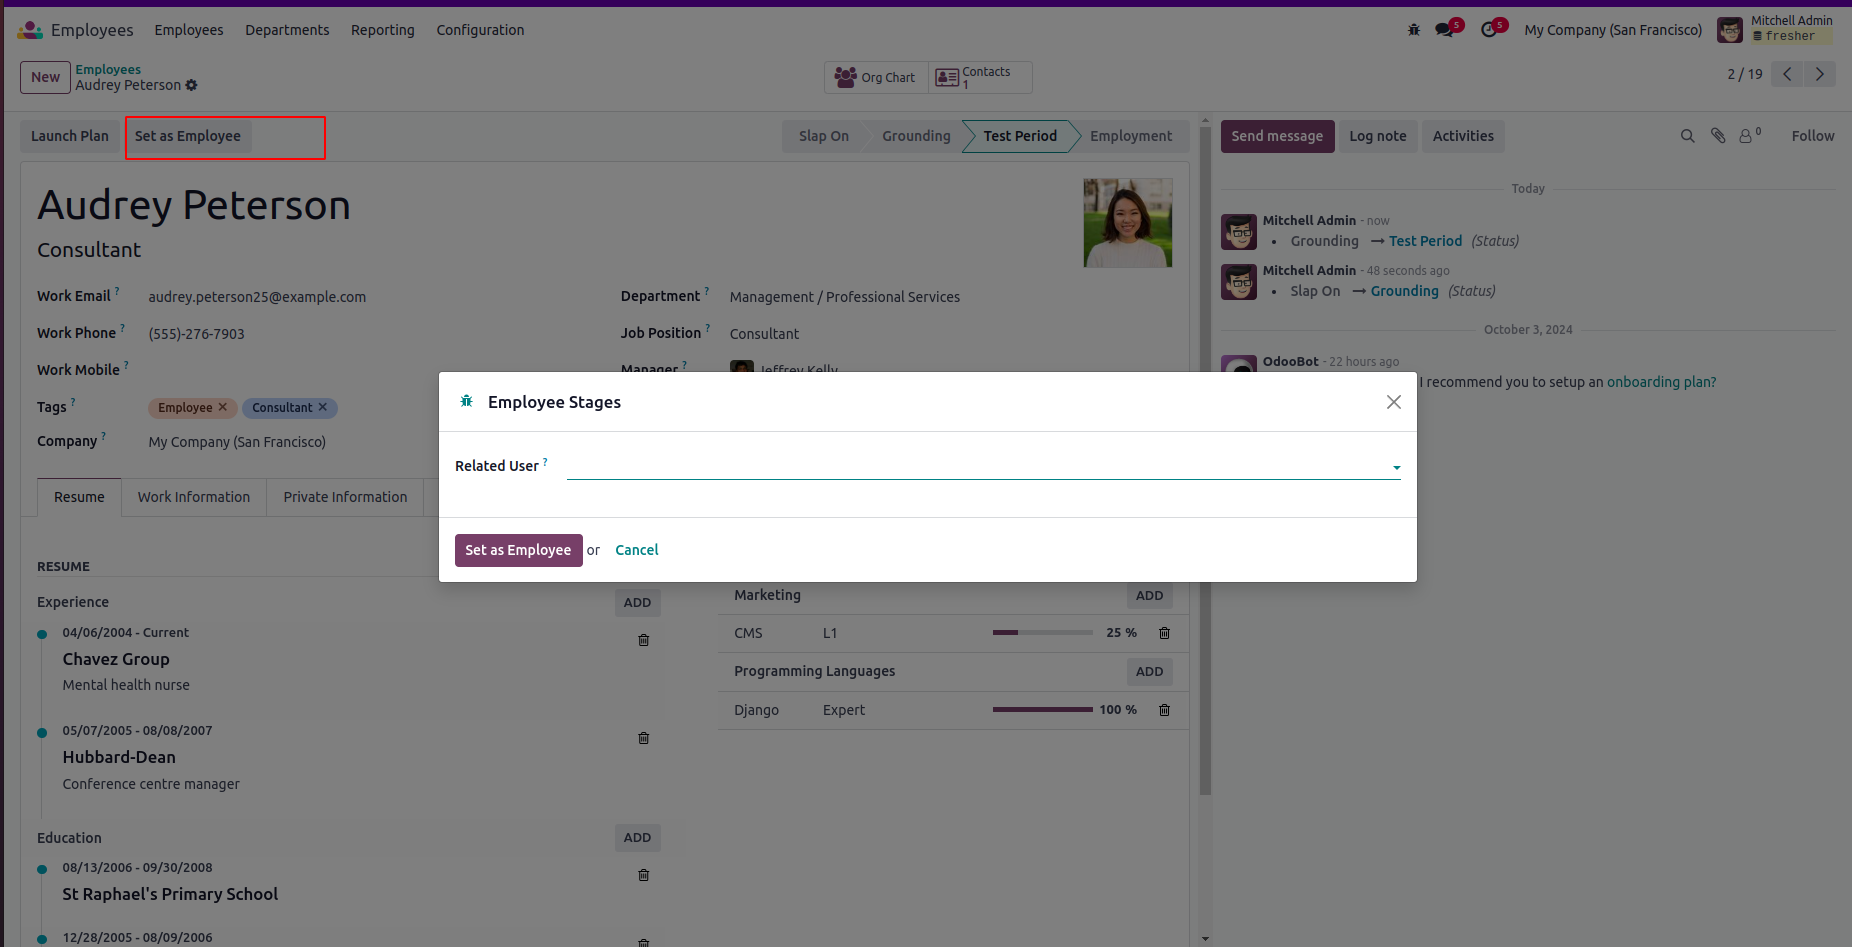 Employees Employees Departments Reporting Configuration 5 5 My Company (San Francisco) Mitchell Admin
fresher
New Employees
Audrey Peterson
Org Chart Contacts
1
2 / 19
Launch Plan Set as Employee Slap On Grounding Test Period Employment Send message Log note Activities 0 Follow
Today
Audrey Peterson
Consultant
Mitchell Admin - now
• Grounding → Test Period (Status)
Mitchell Admin - 48 seconds ago
• Slap On → Grounding (Status)
October 3, 2024
OdooBot - 22 hours ago
I recommend you to setup an onboarding plan?
Work Email ? audrey.peterson25@example.com Department ? Management / Professional Services
Work Phone ? (555)-276-7903 Job Position ? Consultant
Work Mobile ? Manager ? Jeffrey Kelly
Tags ? Employee × Consultant ×
Company ? My Company (San Francisco)
Employee Stages
Related User ?
Set as Employee or Cancel
Resume Work Information Private Information
RESUME
Experience ADD
04/06/2004 - Current
Chavez Group
Mental health nurse
05/07/2005 - 08/08/2007
Hubbard-Dean
Conference centre manager
Education ADD
08/13/2006 - 09/30/2008
St Raphael's Primary School
12/28/2005 - 08/09/2006
Marketing ADD
CMS L1 25 %
Programming Languages ADD
Django Expert 100 %